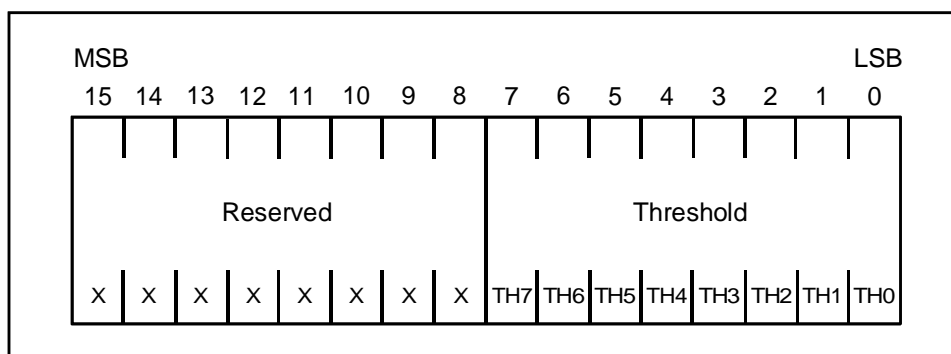 MSB LSB
15 14 13 12 11 10 9 8 7 6 5 4 3 2 1 0
Reserved Threshold
X X X X X X X X TH7 TH6 TH5 TH4 TH3 TH2 TH1 TH0